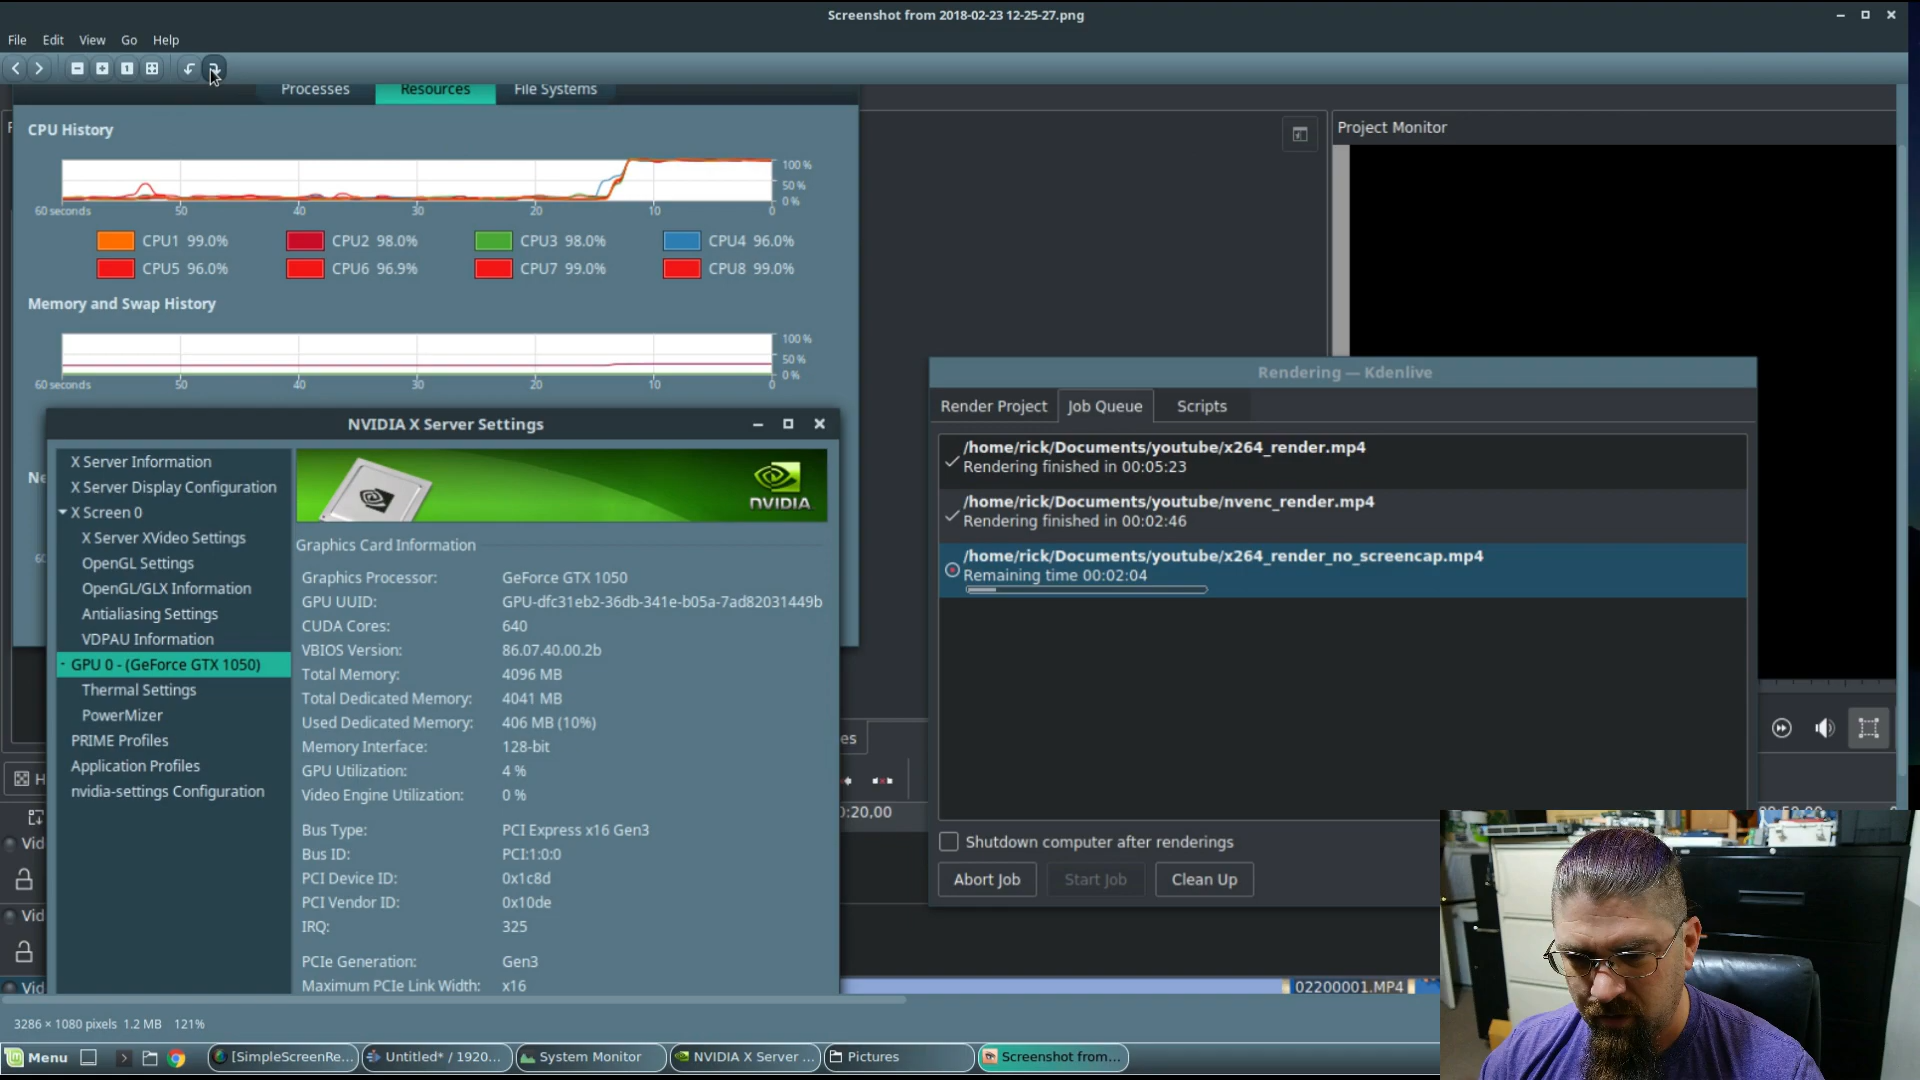 Screenshot from 2018-02-23 12-25-27.png
File Edit View Go Help
Processes Resources File Systems
CPU History
100 %
50 %
0 %
60 seconds 50 40 30 20 10 0
CPU1 99.0% CPU2 98.0% CPU3 98.0% CPU4 96.0%
CPU5 96.0% CPU6 96.9% CPU7 99.0% CPU8 99.0%
Memory and Swap History
100 %
50 %
0 %
60 seconds 50 40 30 20 10 0
Ne
60
NVIDIA X Server Settings
X Server Information
X Server Display Configuration
X Screen 0
X Server XVideo Settings
OpenGL Settings
OpenGL/GLX Information
Antialiasing Settings
VDPAU Information
GPU 0 - (GeForce GTX 1050)
Thermal Settings
PowerMizer
PRIME Profiles
Application Profiles
nvidia-settings Configuration
NVIDIA
Graphics Card Information
Graphics Processor: GeForce GTX 1050
GPU UUID: GPU-dfc31eb2-36db-341e-b05a-7ad82031449b
CUDA Cores: 640
VBIOS Version: 86.07.40.00.2b
Total Memory: 4096 MB
Total Dedicated Memory: 4041 MB
Used Dedicated Memory: 406 MB (10%)
Memory Interface: 128-bit
GPU Utilization: 4 %
Video Engine Utilization: 0 %
Bus Type: PCI Express x16 Gen3
Bus ID: PCI:1:0:0
PCI Device ID: 0x1c8d
PCI Vendor ID: 0x10de
IRQ: 325
PCIe Generation: Gen3
Maximum PCIe Link Width: x16
Project Monitor
Rendering — Kdenlive
Render Project Job Queue Scripts
/home/rick/Documents/youtube/x264_render.mp4
Rendering finished in 00:05:23
/home/rick/Documents/youtube/nvenc_render.mp4
Rendering finished in 00:02:46
/home/rick/Documents/youtube/x264_render_no_screencap.mp4
Remaining time 00:02:04
Shutdown computer after renderings
Abort Job Start Job Clean Up
es
H
0:20,00
Vid
Vid
Vid
02200001.MP4
3286 × 1080 pixels 1.2 MB 121%
Menu [SimpleScreenRe... Untitled* / 1920... System Monitor NVIDIA X Server ... Pictures Screenshot from...